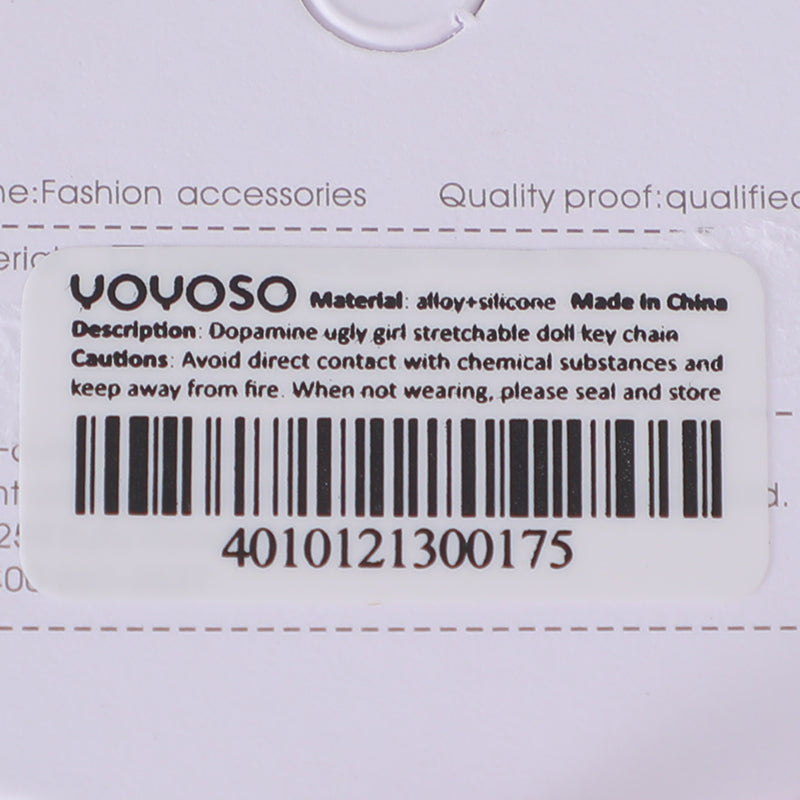 Fashion accessories Quality proof:qualified
YOYOSO Material: alloy+silicone Made In China
Description: Dopamine ugly girl stretchable doll key chain
Cautions: Avoid direct contact with chemical substances and
keep away from fire. When not wearing, please seal and store
4010121300175